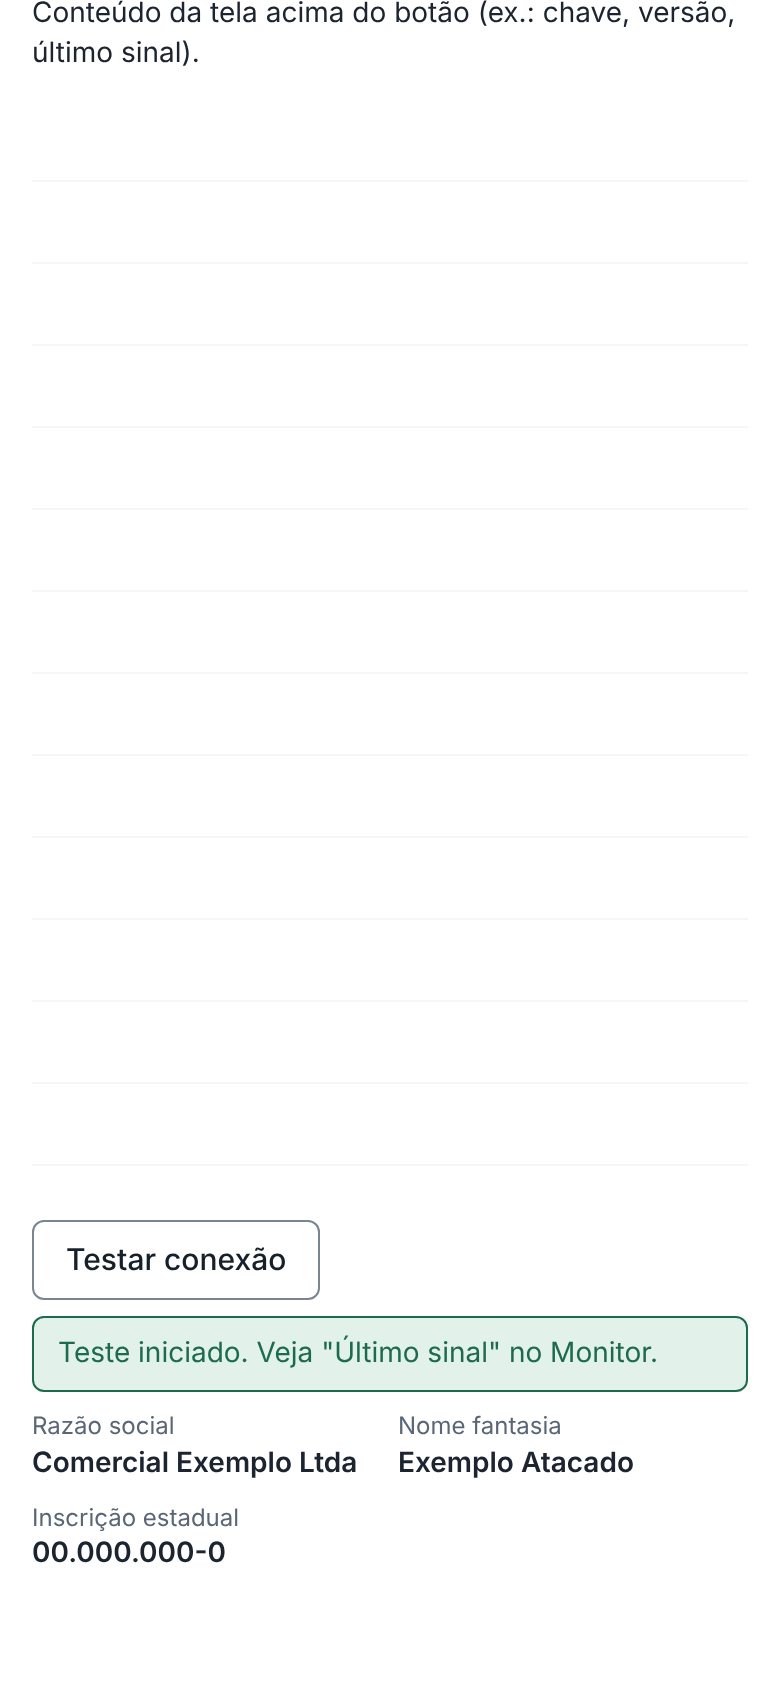 Conteúdo da tela acima do botão (ex.: chave, versão,
último sinal).
Testar conexão
Teste iniciado. Veja "Último sinal" no Monitor.
Razão social
Comercial Exemplo Ltda
Nome fantasia
Exemplo Atacado
Inscrição estadual
00.000.000-0